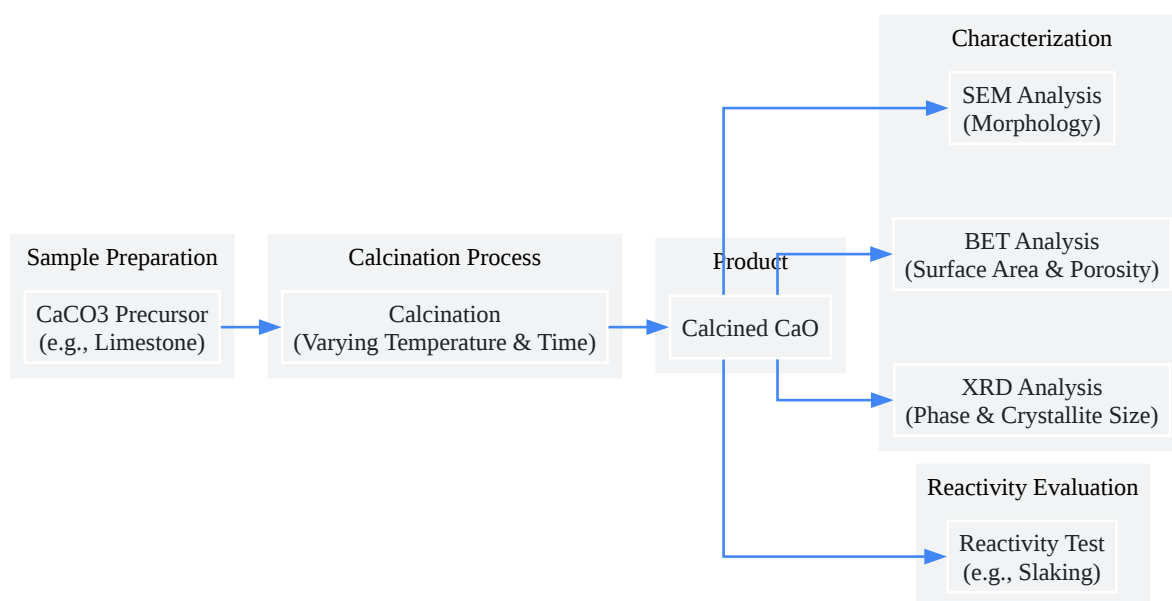 Characterization
SEM Analysis
(Morphology)
BET Analysis
(Surface Area & Porosity)
XRD Analysis
(Phase & Crystallite Size)
Sample Preparation
CaCO3 Precursor
(e.g., Limestone)
Calcination Process
Calcination
(Varying Temperature & Time)
Product
Calcined CaO
Reactivity Evaluation
Reactivity Test
(e.g., Slaking)